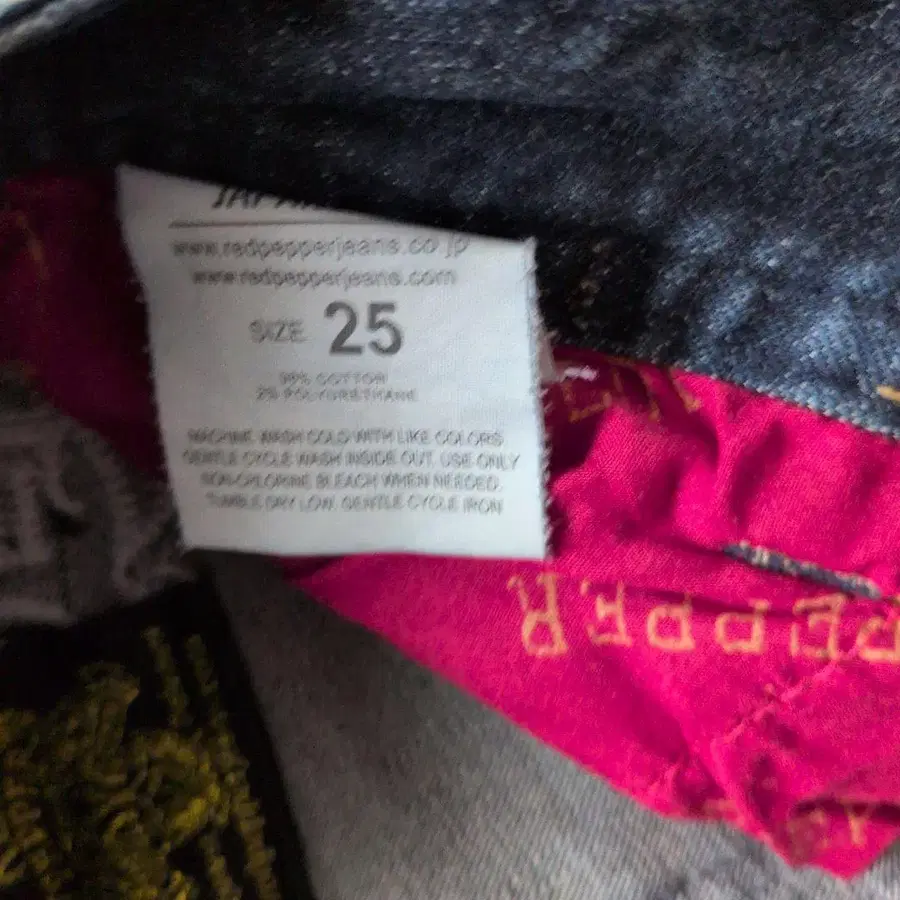 JAPAN
www.redpepperjeans.co.jp
www.redpepperjeans.com
SIZE 25
98% COTTON
2% POLYURETHANE
MACHINE WASH COLD WITH LIKE COLORS
GENTLE CYCLE WASH INSIDE OUT. USE ONLY
NON-CHLORINE BLEACH WHEN NEEDED.
TUMBLE DRY LOW. GENTLE CYCLE IRON
PEPPER